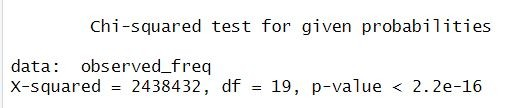 Chi-squared test for given probabilities
data: observed_freq
X-squared = 2438432, df = 19, p-value < 2.2e-16